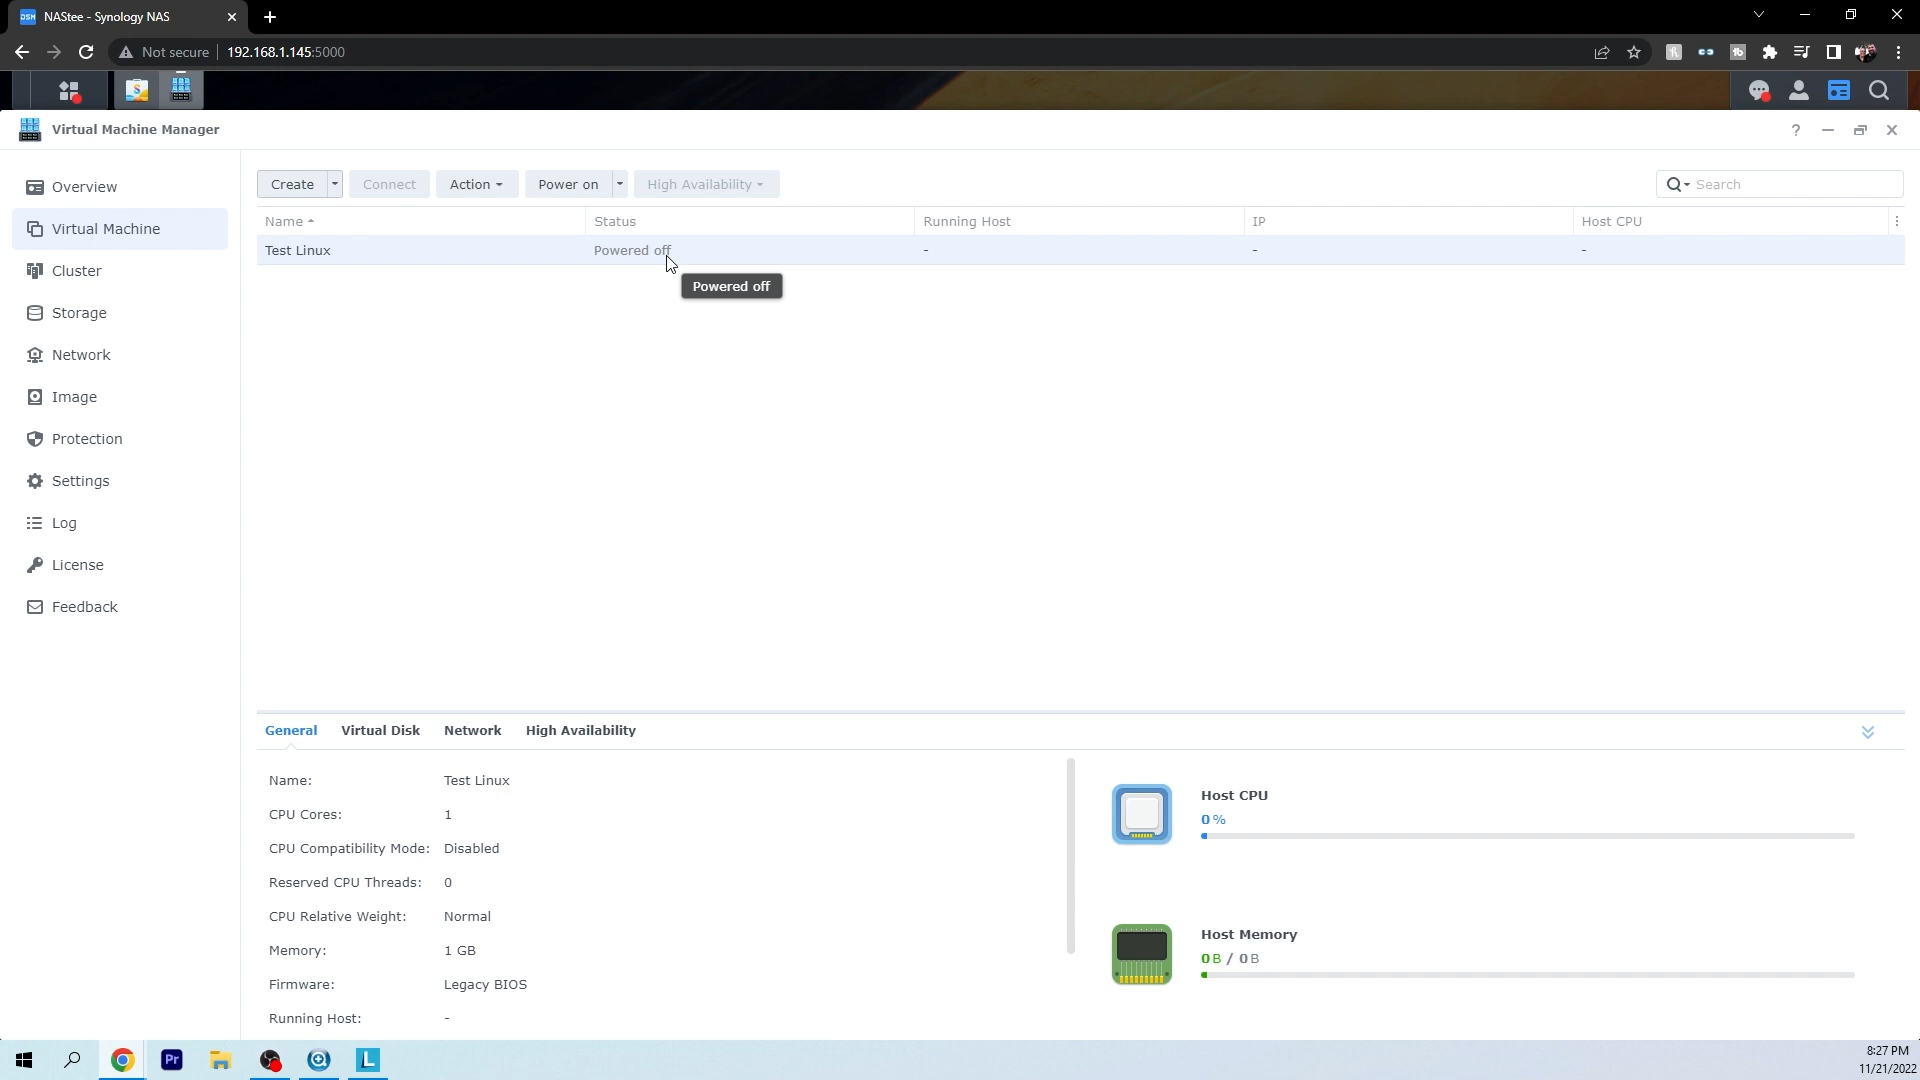 DSM NAStee - Synology NAS
Not secure 192.168.1.145:5000
Virtual Machine Manager
Overview
Virtual Machine
Cluster
Storage
Network
Image
Protection
Settings
Log
License
Feedback
Create Connect Action Power on High Availability Search
Name Status Running Host IP Host CPU
Test Linux Powered off - - -
Powered off
General Virtual Disk Network High Availability
Name: Test Linux
CPU Cores: 1
CPU Compatibility Mode: Disabled
Reserved CPU Threads: 0
CPU Relative Weight: Normal
Memory: 1 GB
Firmware: Legacy BIOS
Running Host: -
Host CPU
0 %
Host Memory
0 B / 0 B
Pr
L
8:27 PM
11/21/2022